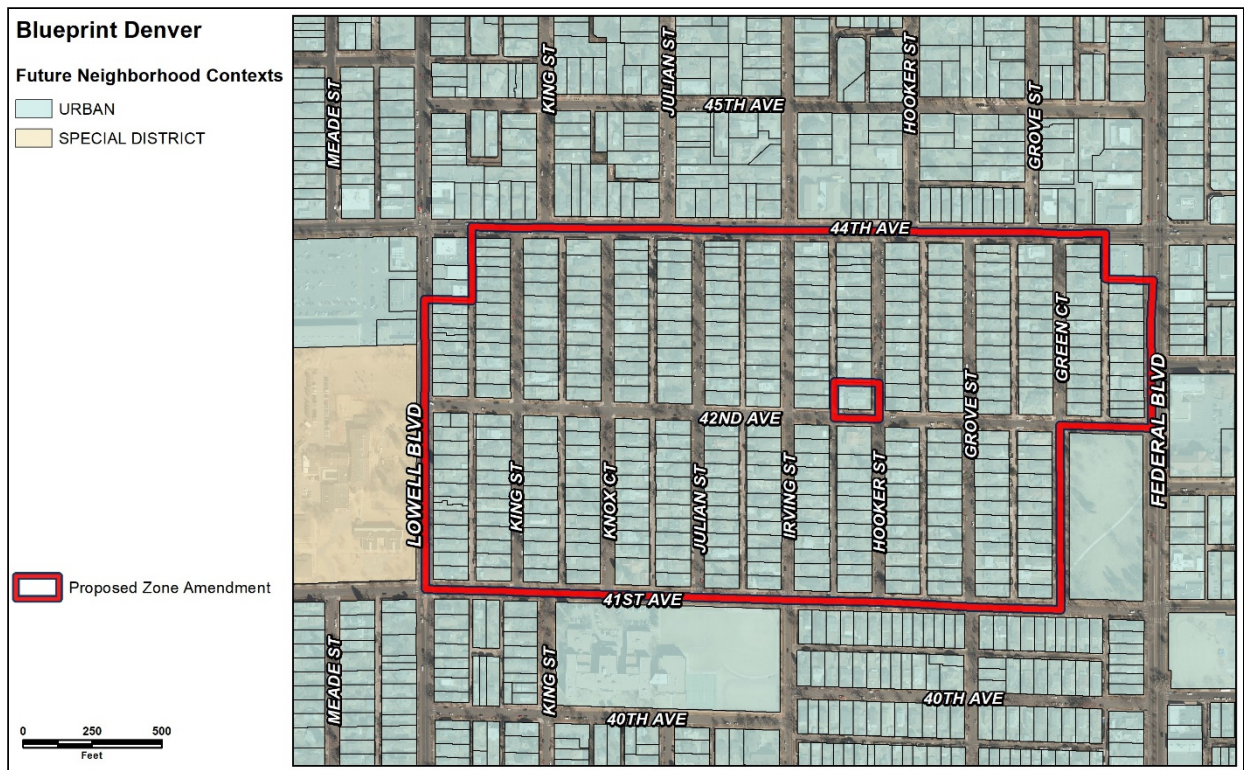 Blueprint Denver
Future Neighborhood Contexts
URBAN
SPECIAL DISTRICT
Proposed Zone Amendment
0 250 500
Feet
MEADE ST
KING ST
JULIAN ST
45TH AVE
HOOKER ST
GROVE ST
44TH AVE
LOWELL BLVD
GREEN CT
FEDERAL BLVD
42ND AVE
KING ST
KNOX CT
JULIAN ST
IRVING ST
HOOKER ST
GROVE ST
41ST AVE
MEADE ST
KING ST
40TH AVE
40TH AVE